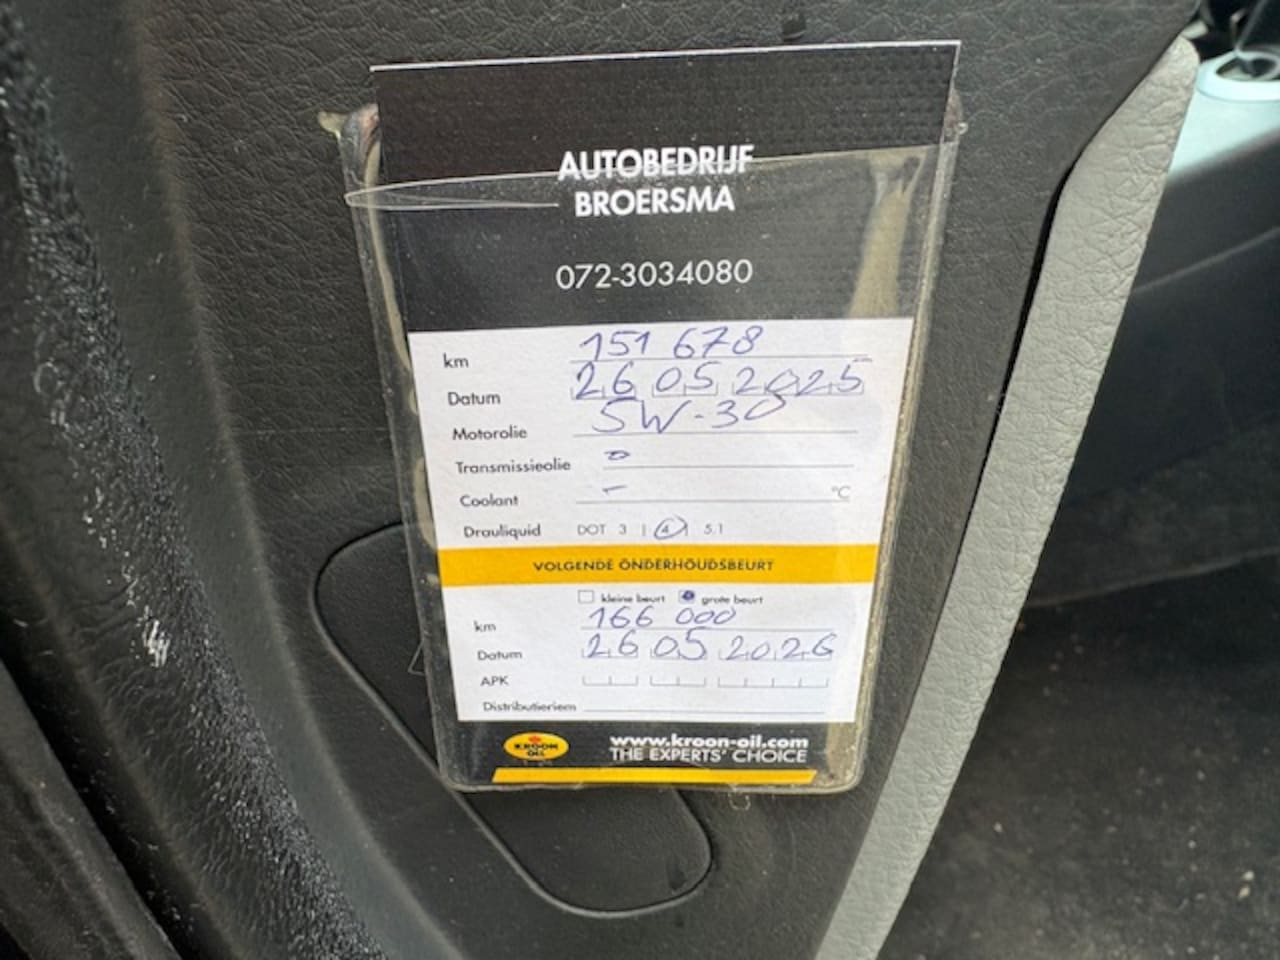 AUTOBEDRIJF
BROERSMA
072-3034080
km 151 678
Datum 26 05 2025
Motorolie 5W-30
Transmissieolie
Coolant - °C
Drauliquid DOT 3 | 4 | 5.1
VOLGENDE ONDERHOUDSBEURT
kleine beurt grote beurt
km 166 000
Datum 26 05 2026
APK
Distributieriem
KROON OIL www.kroon-oil.com
THE EXPERTS' CHOICE